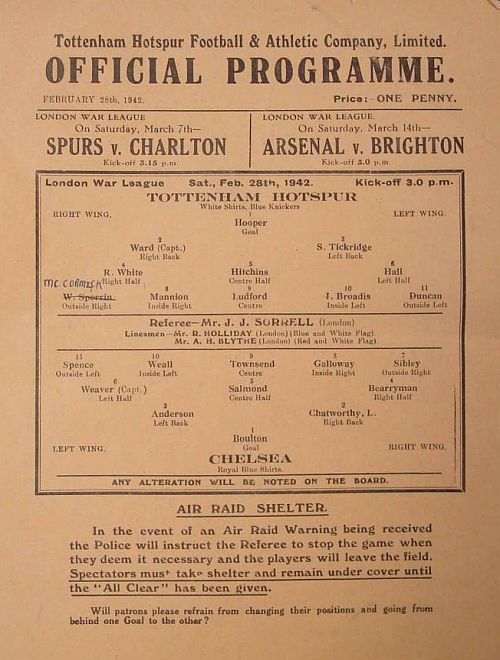 Tottenham Hotspur Football & Athletic Company, Limited.
OFFICIAL PROGRAMME.
FEBRUARY 28th, 1942. Price:- ONE PENNY.
LONDON WAR LEAGUE
On Saturday, March 7th—
SPURS v. CHARLTON
Kick-off 3.15 p.m.
LONDON WAR LEAGUE.
On Saturday, March 14th—
ARSENAL v. BRIGHTON
Kick-off 3.0 p.m.
London War League Sat., Feb. 28th, 1942. Kick-off 3.0 p.m.
TOTTENHAM HOTSPUR
White Shirts, Blue Knickers
RIGHT WING. 1 LEFT WING.
Hooper
Goal
2 3
Ward (Capt.) S. Tickridge
Right Back Left Back
4 5 6
R. White Hitchins Hall
Right Half Centre Half Left Half
MC. CORMICK
8 9 10 11
W. Sperrin Mannion Ludford J. Broadis Duncan
Outside Right Inside Right Centre Inside Left Outside Left
Referee—Mr. J. J. SORRELL (London)
Linesmen—Mr. R. HOLLIDAY (London) (Blue and White Flag).
Mr. A. H. BLYTHE (London) (Red and White Flag)
11 10 9 8 7
Spence Weall Townsend Galloway Sibley
Outside Left Inside Left Centre Inside Right Outside Right
6 5 4
Weaver (Capt.) Salmond Bearryman
Left Half Centre Half Right Half
3 2
Anderson Chatworthy, L.
Left Back Right Back
1
Boulton
LEFT WING. Goal RIGHT WING.
CHELSEA
Royal Blue Shirts.
ANY ALTERATION WILL BE NOTED ON THE BOARD.
AIR RAID SHELTER.
In the event of an Air Raid Warning being received
the Police will instruct the Referee to stop the game when
they deem it necessary and the players will leave the field.
Spectators must take shelter and remain under cover until
the "All Clear" has been given.
Will patrons please refrain from changing their positions and going from
behind one Goal to the other?